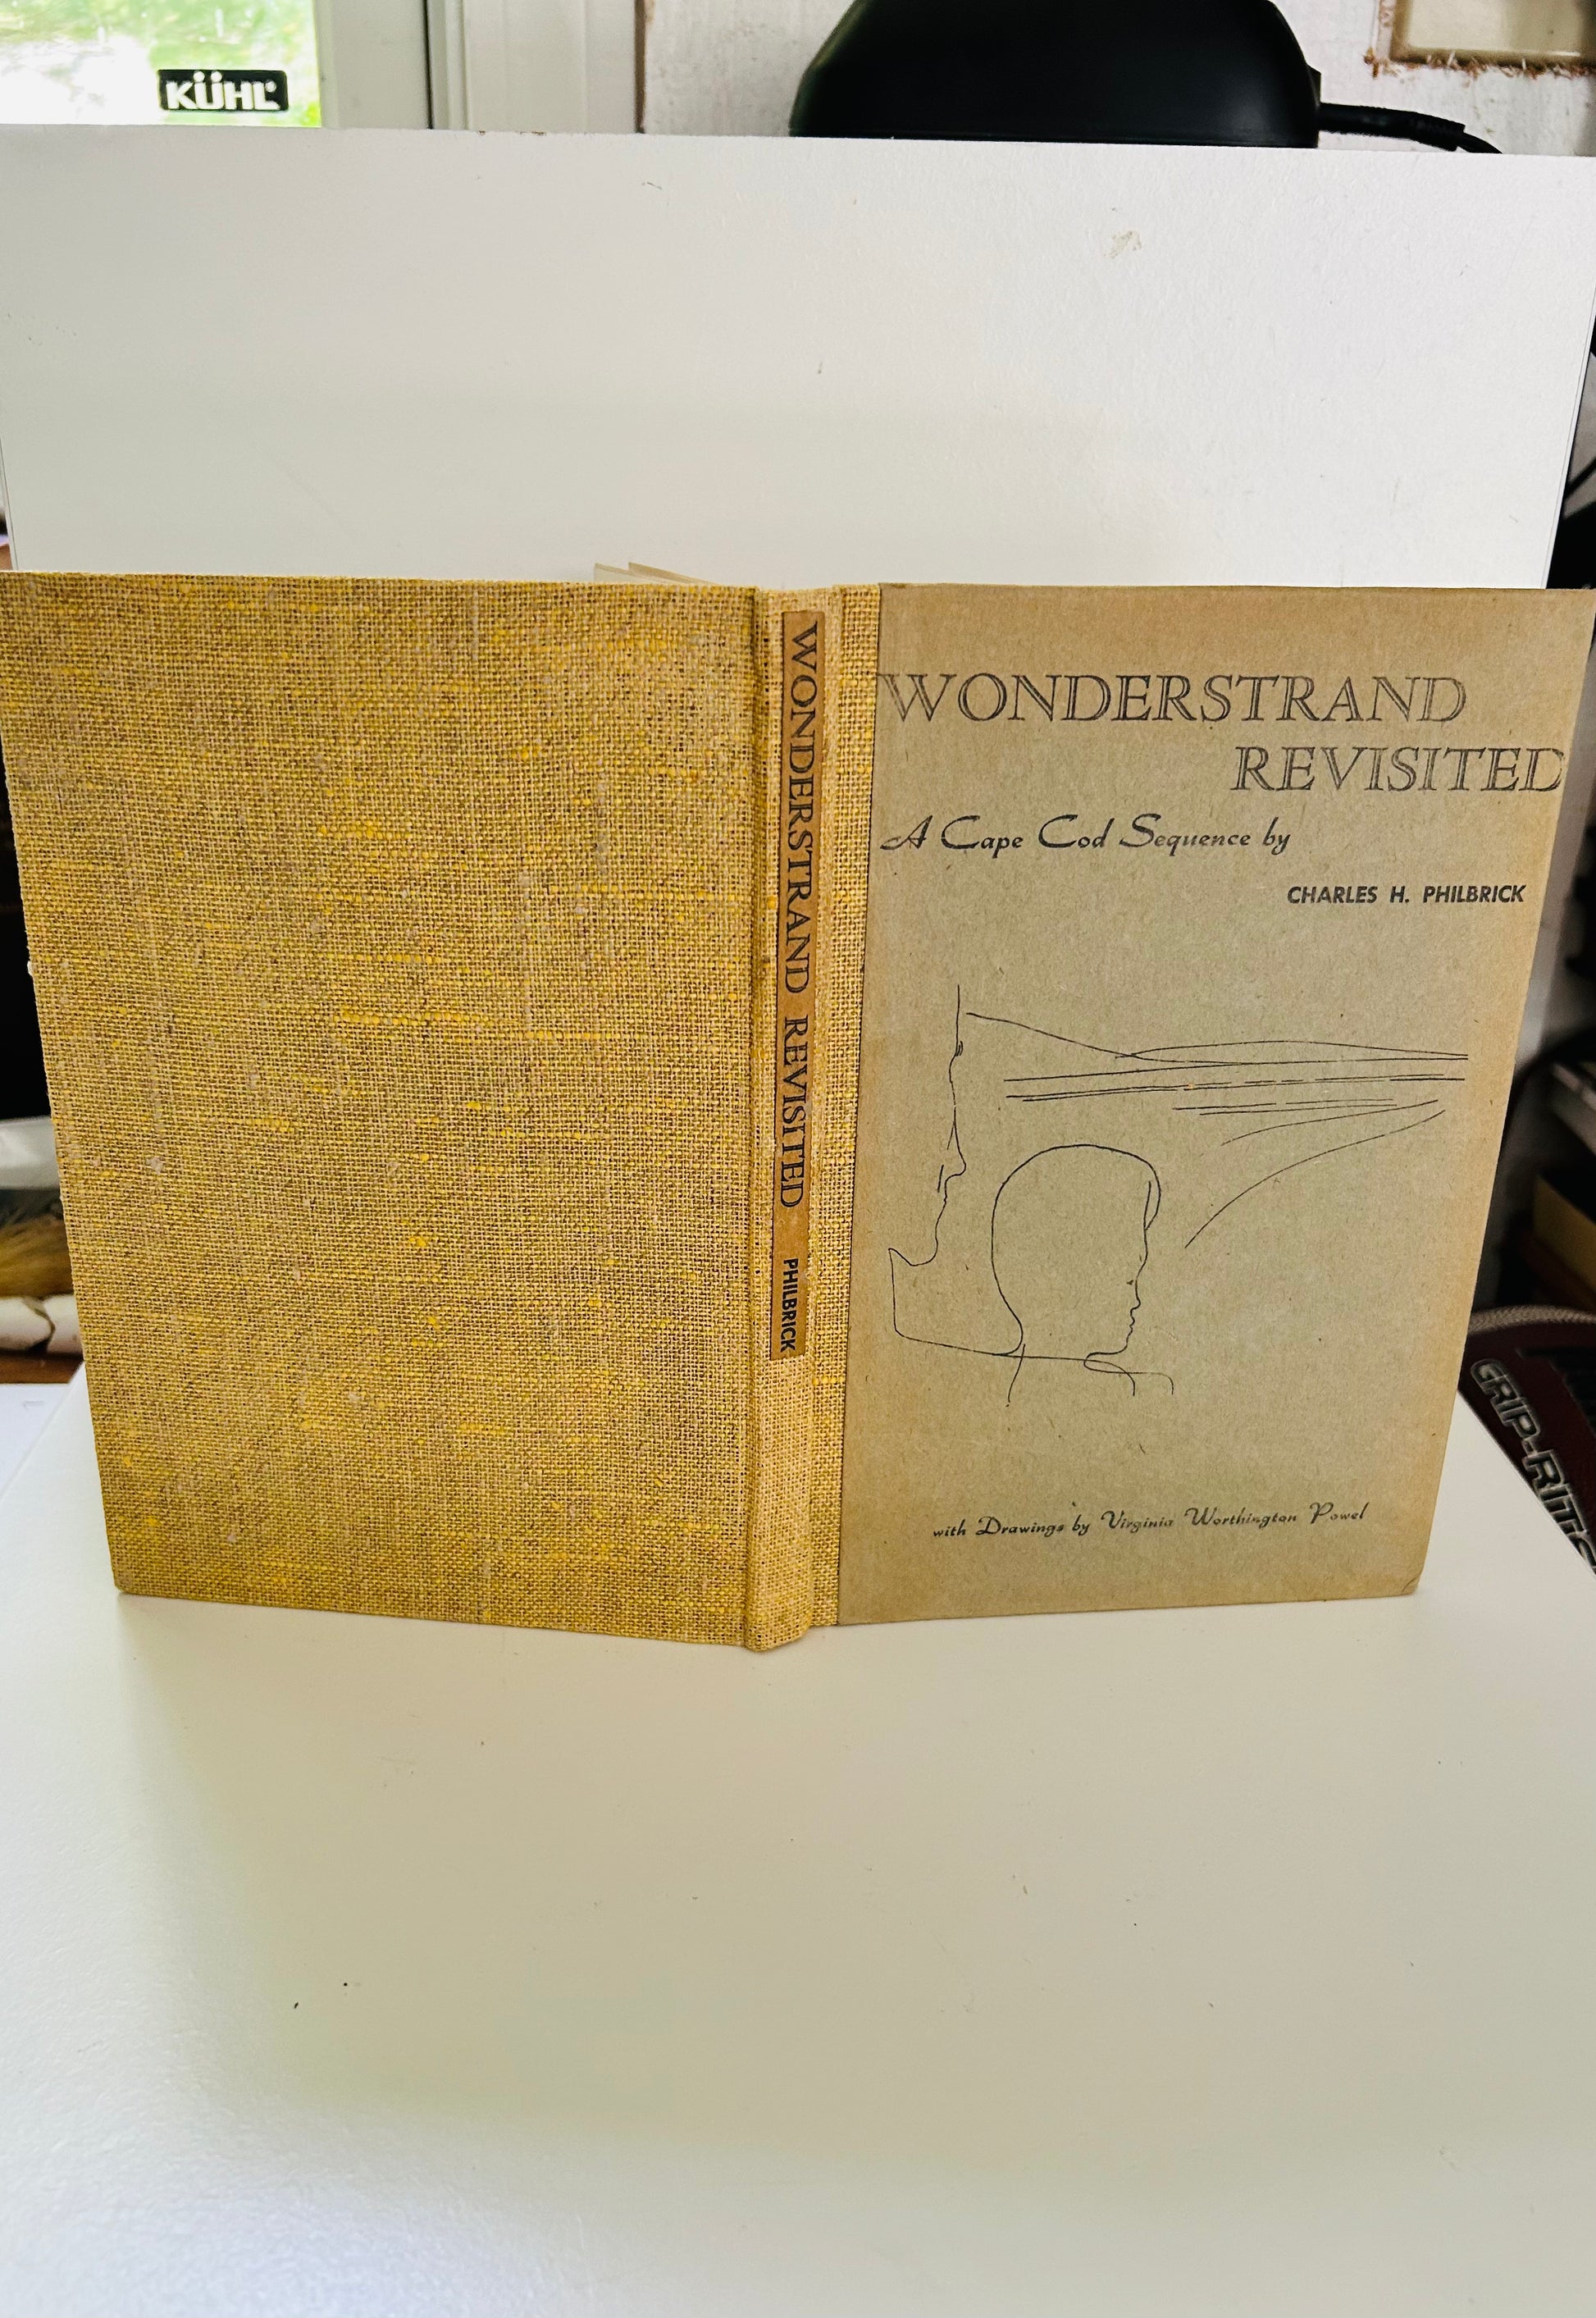 KÜHL
WONDERSTRAND REVISITED PHILBRICK
WONDERSTRAND
REVISITED
A Cape Cod Sequence by
CHARLES H. PHILBRICK
with Drawings by Virginia Worthington Powel
GRIP-RITE